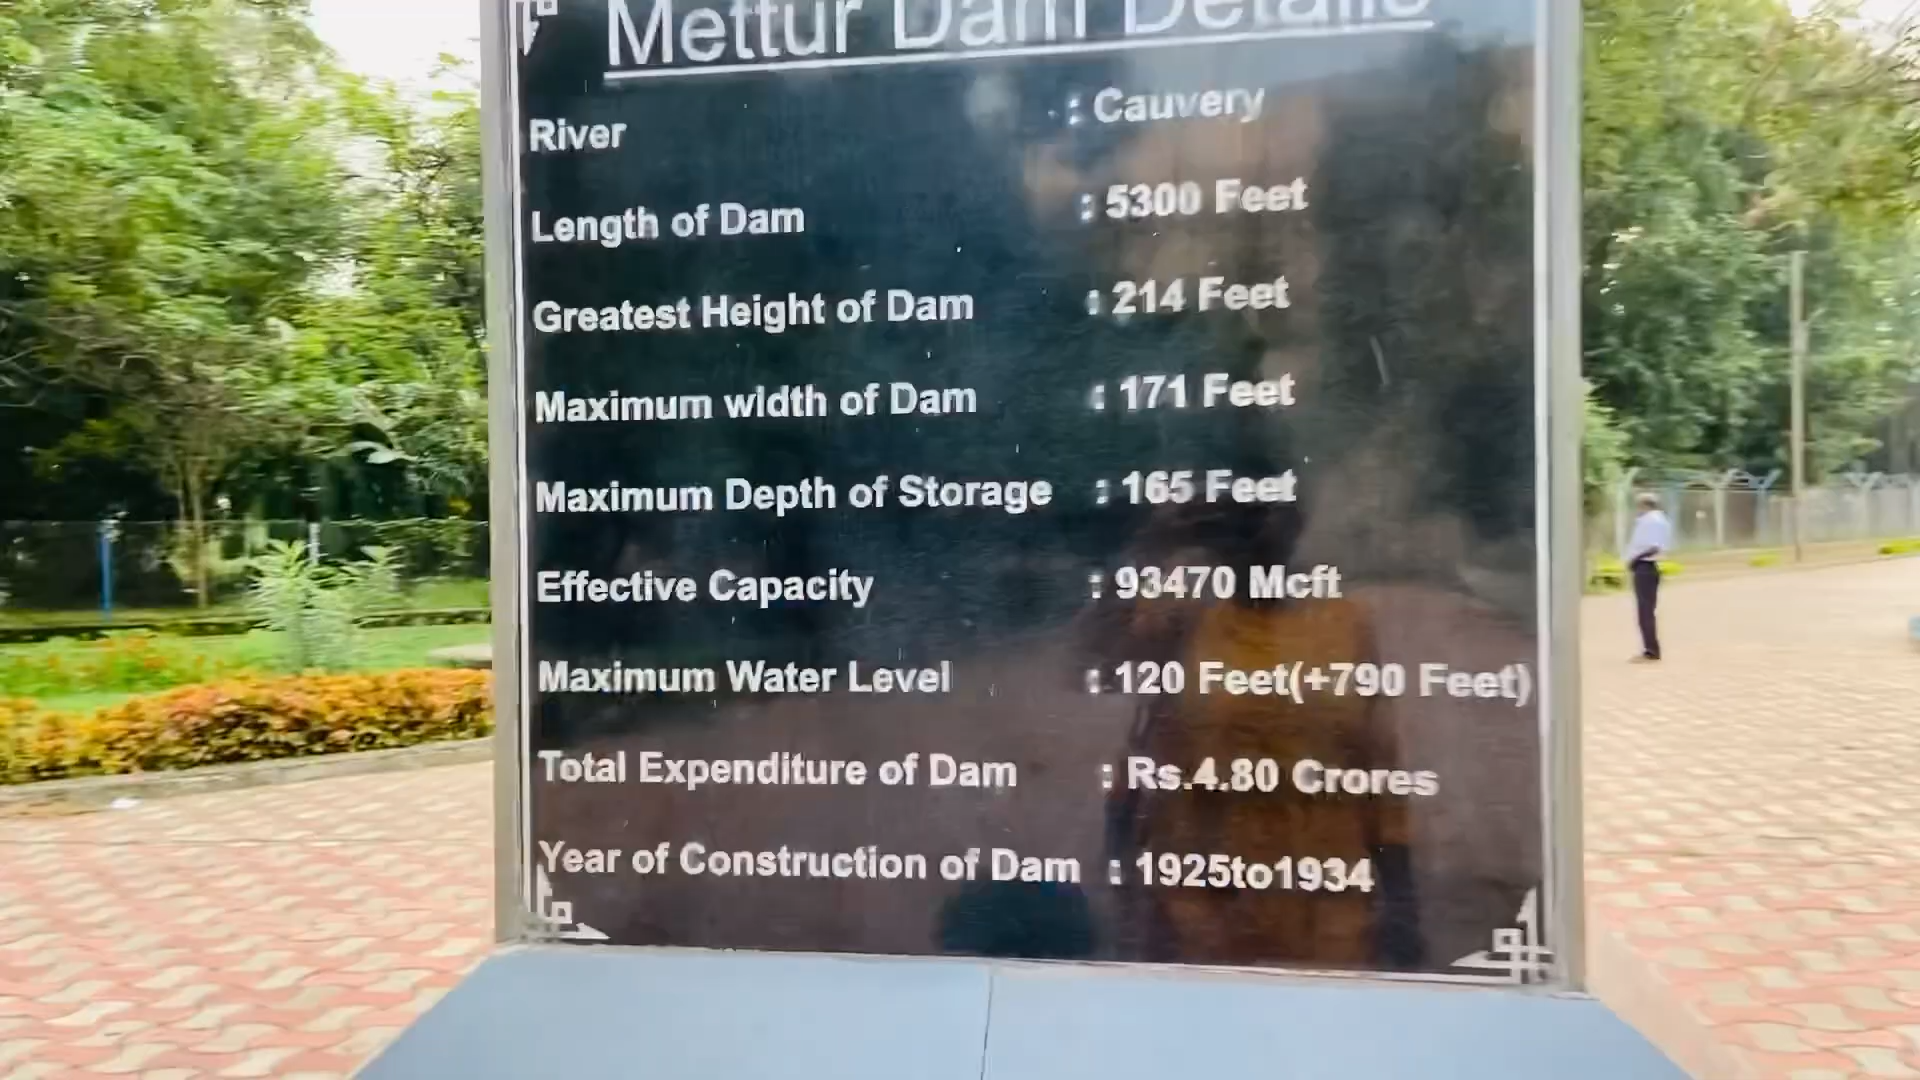 Mettur Dam Details
River : Cauvery
Length of Dam : 5300 Feet
Greatest Height of Dam : 214 Feet
Maximum width of Dam : 171 Feet
Maximum Depth of Storage : 165 Feet
Effective Capacity : 93470 Mcft
Maximum Water Level : 120 Feet(+790 Feet)
Total Expenditure of Dam : Rs.4.80 Crores
Year of Construction of Dam : 1925to1934